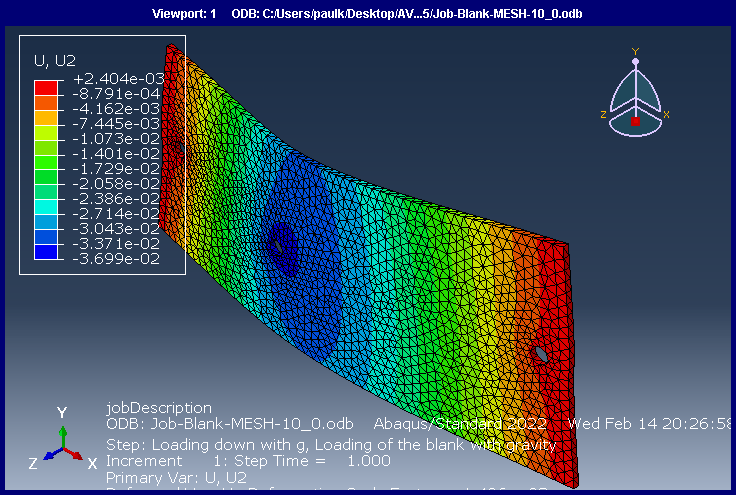 Viewport: 1 ODB: C:/Users/paulk/Desktop/AV...5/Job-Blank-MESH-10_0.odb
U, U2
+2.404e-03
-8.791e-04
-4.162e-03
-7.445e-03
-1.073e-02
-1.401e-02
-1.729e-02
-2.058e-02
-2.386e-02
-2.714e-02
-3.043e-02
-3.371e-02
-3.699e-02
Y
Z X
jobDescription
ODB: Job-Blank-MESH-10_0.odb Abaqus/Standard 2022 Wed Feb 14 20:26:58
Step: Loading down with g, Loading of the blank with gravity
Increment 1: Step Time = 1.000
Primary Var: U, U2
Y
Z X